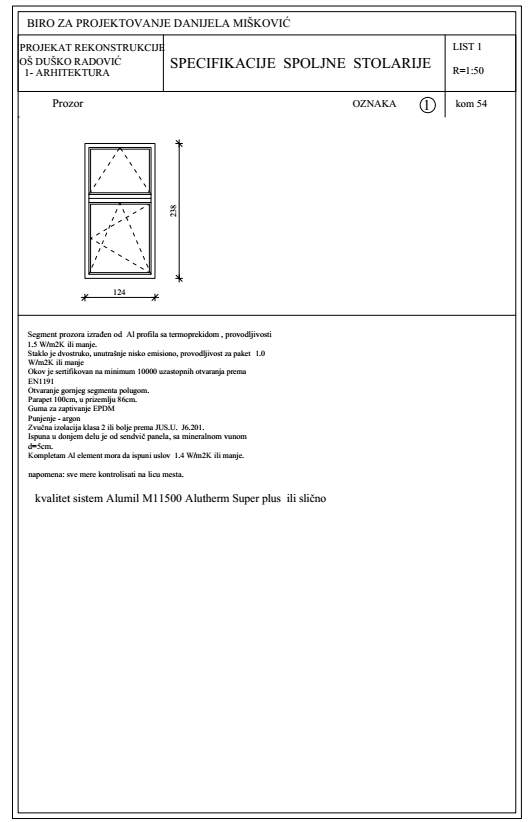 BIRO ZA PROJEKTOVANJE DANIJELA MIŠKOVIĆ
PROJEKAT REKONSTRUKCIJE
OŠ DUŠKO RADOVIĆ
1- ARHITEKTURA
SPECIFIKACIJE SPOLJNE STOLARIJE
LIST 1
R=1:50
Prozor
OZNAKA 1
kom 54
238
124
Segment prozora izrađen od Al profila sa termoprekidom , provodljivosti
1.5 W/m2K ili manje.
Staklo je dvostruko, unutrašnje nisko emisiono, provodljivost za paket 1.0
W/m2K ili manje
Okov je sertifikovan na minimum 10000 uzastopnih otvaranja prema
EN1191
Otvaranje gornjeg segmenta polugom.
Parapet 100cm, u prizemlju 86cm.
Guma za zaptivanje EPDM
Punjenje - argon
Zvučna izolacija klasa 2 ili bolje prema JUS.U. J6.201.
Ispuna u donjem delu je od sendvič panela, sa mineralnom vunom
d=5cm.
Kompletam Al element mora da ispuni uslov 1.4 W/m2K ili manje.
napomena: sve mere kontrolisati na licu mesta.
kvalitet sistem Alumil M11500 Alutherm Super plus ili slično